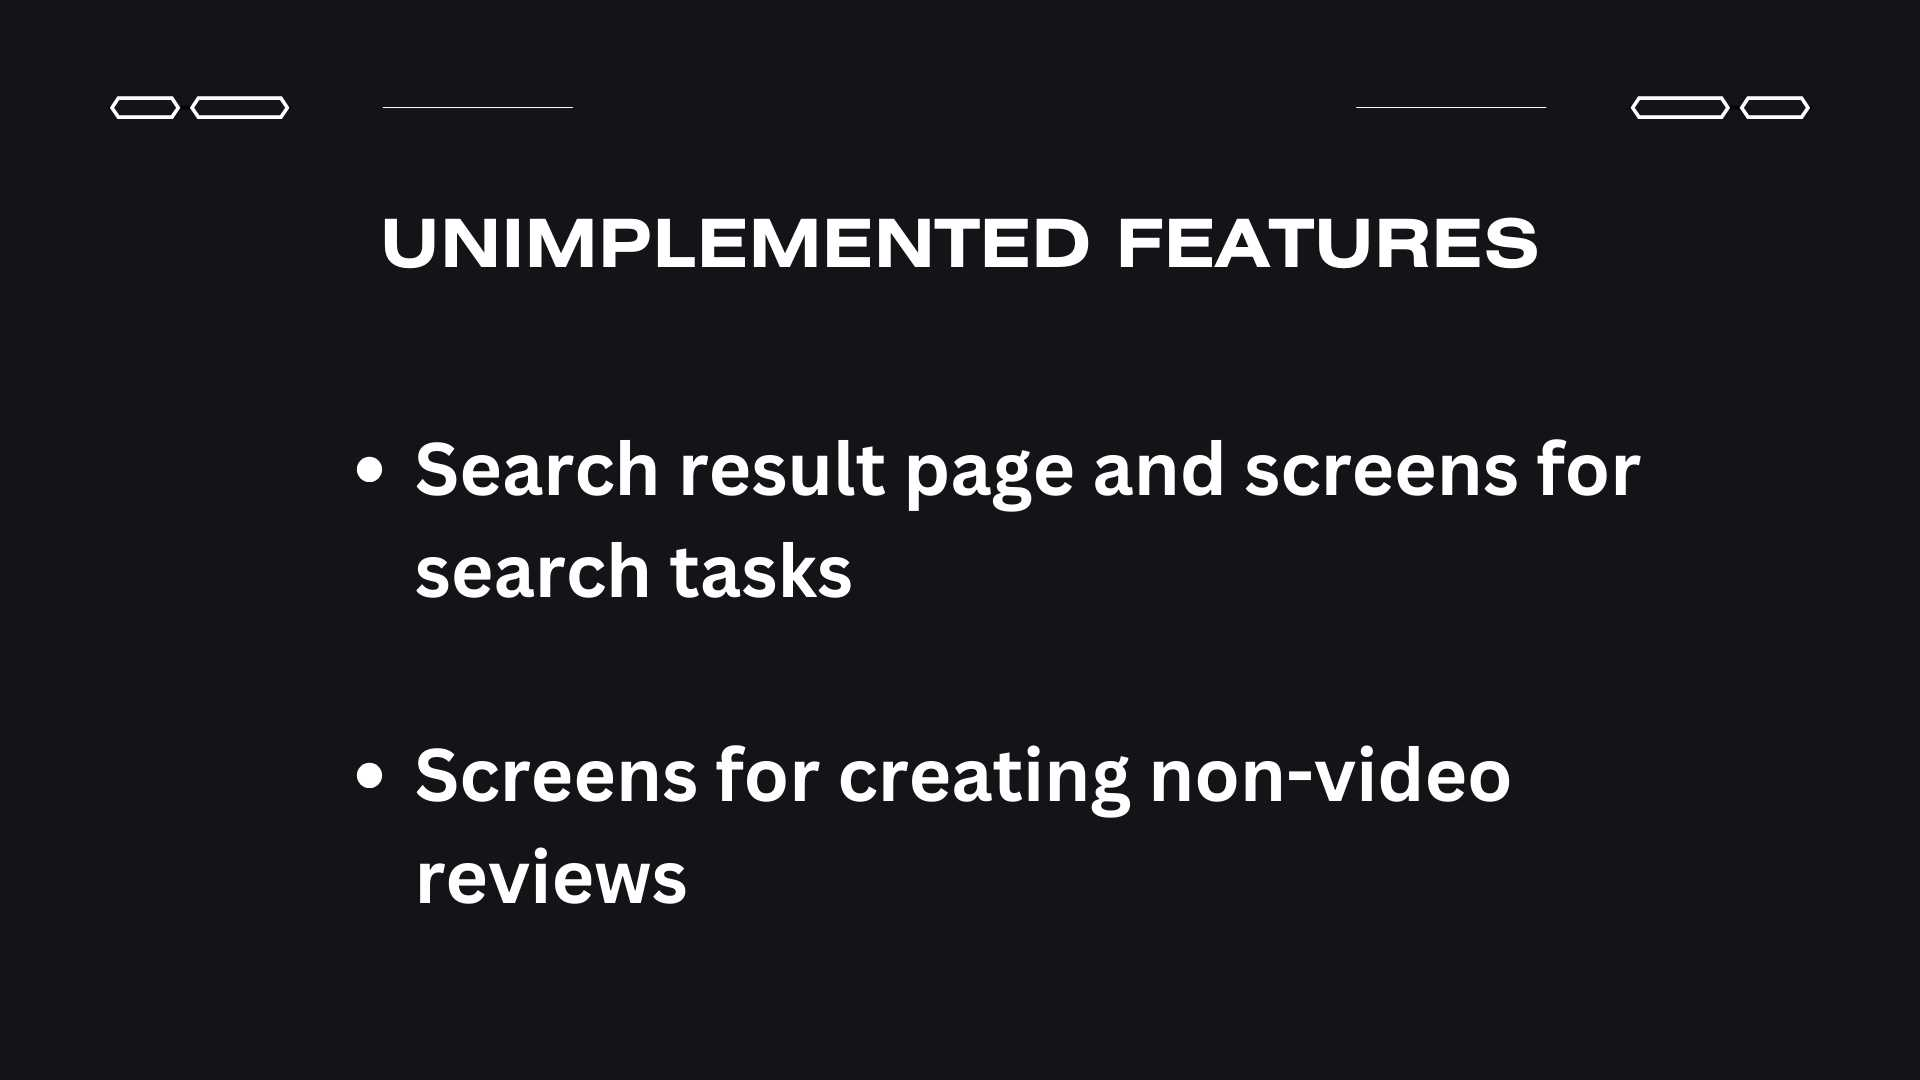 UNIMPLEMENTED FEATURES
• Search result page and screens for
search tasks
• Screens for creating non-video
reviews